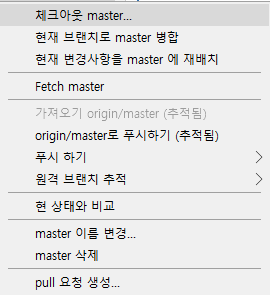 체크아웃 master...
현재 브랜치로 master 병합
현재 변경사항을 master 에 재배치
Fetch master
가져오기 origin/master (추적됨)
origin/master로 푸시하기 (추적됨)
푸시 하기
원격 브랜치 추적
현 상태와 비교
master 이름 변경...
master 삭제
pull 요청 생성...